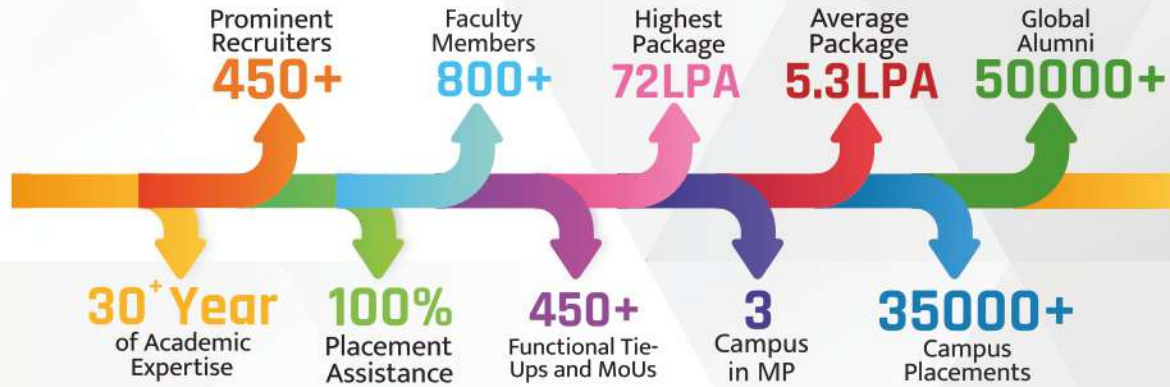 Prominent
Recruiters
450+
Faculty
Members
800+
Highest
Package
72LPA
Average
Package
5.3LPA
Global
Alumni
50000+
30+ Year
of Academic
Expertise
100%
Placement
Assistance
450+
Functional Tie-
Ups and MoUs
3
Campus
in MP
35000+
Campus
Placements